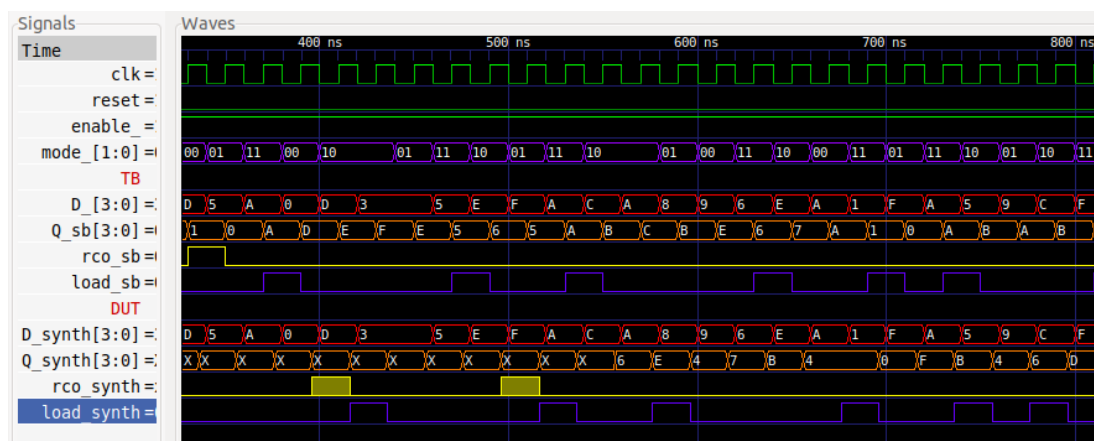 Signals
Waves
Time
400 ns 500 ns 600 ns 700 ns 800 ns
clk =
reset =
enable_ =
mode_[1:0] = 00 01 11 00 10 01 11 10 01 11 10 01 00 11 10 00 11 01 11 10 01 10 11
TB
D_[3:0] = D 5 A 0 D 3 5 E F A C A 8 9 6 E A 1 F A 5 9 C F
Q_sb[3:0] = 1 0 A D E F E 5 6 5 A B C B E 6 7 A 1 0 A B A B
rco_sb =
load_sb =
DUT
D_synth[3:0] = D 5 A 0 D 3 5 E F A C A 8 9 6 E A 1 F A 5 9 C F
Q_synth[3:0] = X X X X X X X X X X X X 6 E 4 7 B 4 0 F B 4 6 D
rco_synth =
load_synth =